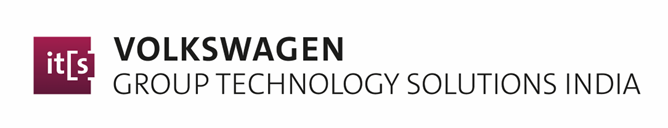 it[s]
VOLKSWAGEN
GROUP TECHNOLOGY SOLUTIONS INDIA